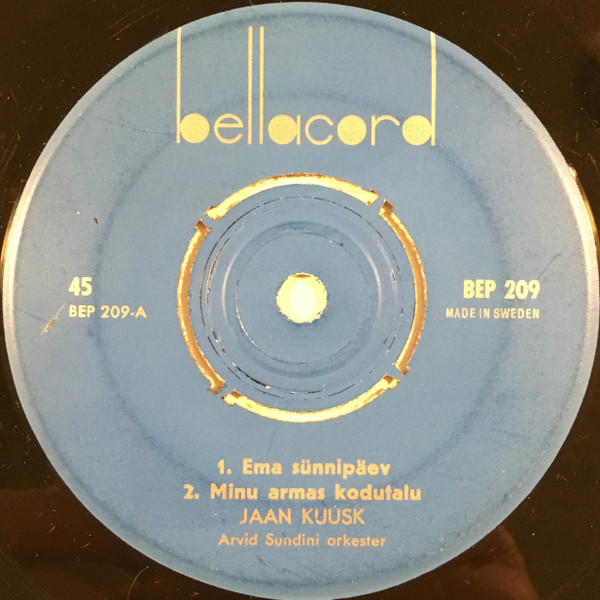 bellacord
45
BEP 209-A
BEP 209
MADE IN SWEDEN
1. Ema sünnipäev
2. Minu armas kodutalu
JAAN KUUSK
Arvid Sundini orkester